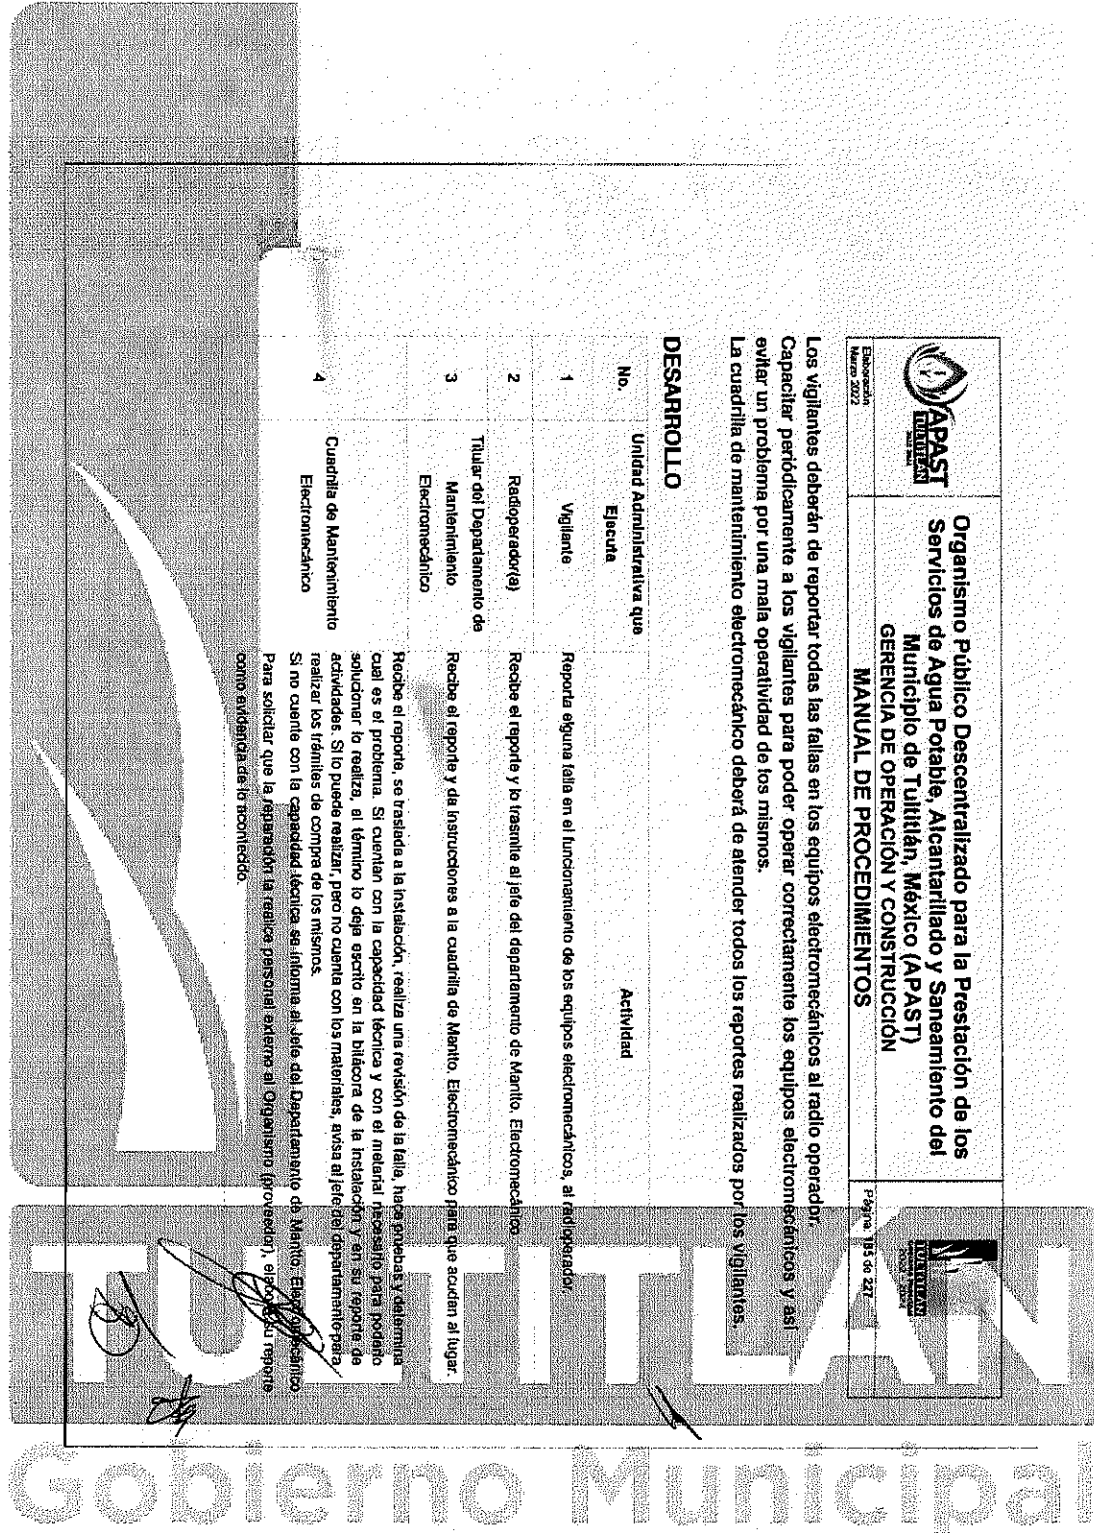 APAST
TULTITLÁN
Organismo Público Descentralizado para la Prestación de los
Servicios de Agua Potable, Alcantarillado y Saneamiento del
Municipio de Tultitlán, México (APAST)
GERENCIA DE OPERACIÓN Y CONSTRUCCIÓN
MANUAL DE PROCEDIMIENTOS
TULTITLÁN
2022 - 2024
Elaboración
Marzo 2022
Página 185 de 227
Los vigilantes deberán de reportar todas las fallas en los equipos electromecánicos al radio operador.
Capacitar periódicamente a los vigilantes para poder operar correctamente los equipos electromecánicos y así
evitar un problema por una mala operatividad de los mismos.
La cuadrilla de mantenimiento electromecánico deberá de atender todos los reportes realizados por los vigilantes.
DESARROLLO
No.
Unidad Administrativa que
Ejecuta
Actividad
1
Vigilante
Reporta alguna falla en el funcionamiento de los equipos electromecánicos, al radioperador.
2
Radioperador(a)
Recibe el reporte y lo trasmite al jefe del departamento de Mantto. Electromecánico
3
Titular del Departamento de
Mantenimiento
Electromecánico
Recibe el reporte y da instrucciones a la cuadrilla de Mantto. Electromecánico para que acudan al lugar.
4
Cuadrilla de Mantenimiento
Electromecánico
Recibe el reporte, se traslada a la instalación, realiza una revisión de la falla, hace pruebas y determina
cual es el problema. Si cuentan con la capacidad técnica y con el material necesario para poderlo
solucionar lo realiza, al término lo deja escrito en la bitácora de la instalación y en su reporte de
actividades. Si lo puede realizar, pero no cuenta con los materiales, avisa al jefe del departamento para
realizar los trámites de compra de los mismos.
Si no cuente con la capacidad técnica se informa al Jefe del Departamento de Mantto. Electromecánico
Para solicitar que la reparación la realice personal externo al Organismo (proveedor), elabora su reporte
como evidencia de lo acontecido.
TULTITLÁN
Gobierno Municipal